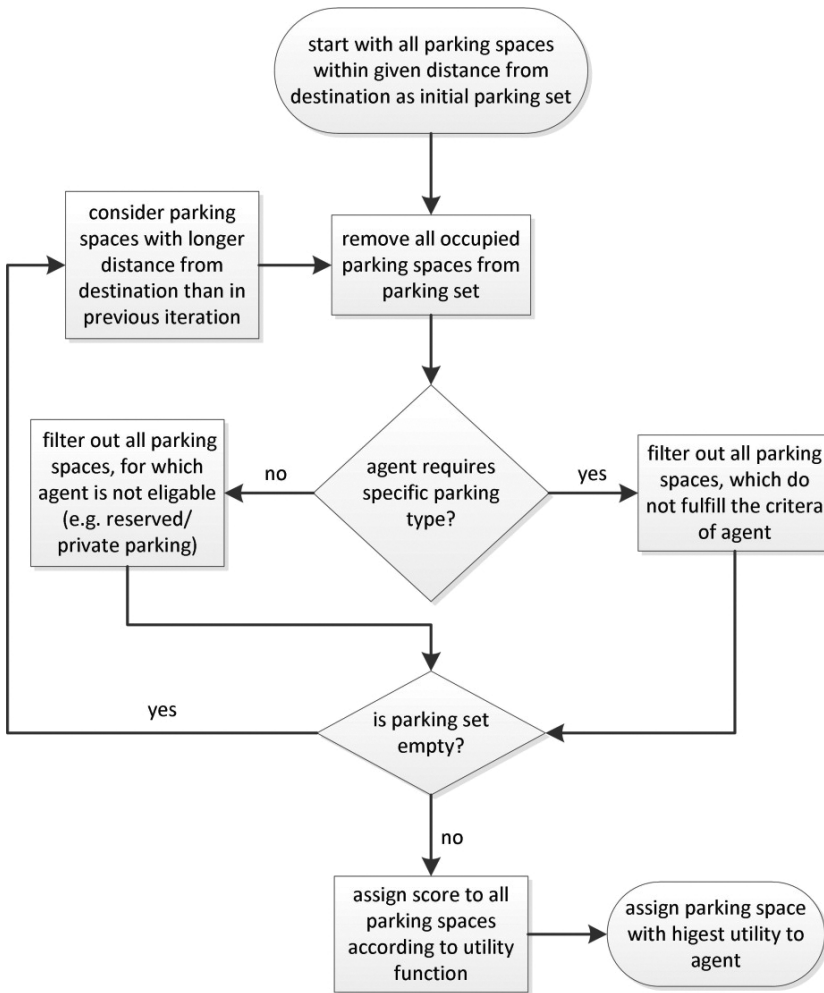 start with all parking spaces
within given distance from
destination as initial parking set
consider parking
spaces with longer
distance from
destination than in
previous iteration
remove all occupied
parking spaces from
parking set
filter out all parking
spaces, for which
agent is not eligable
(e.g. reserved/
private parking)
no
agent requires
specific parking
type?
yes
filter out all parking
spaces, which do
not fulfill the critera
of agent
yes
is parking set
empty?
no
assign score to all
parking spaces
according to utility
function
assign parking space
with higest utility to
agent